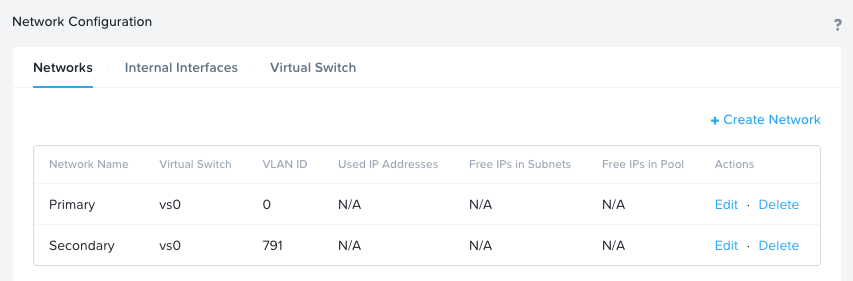 Network Configuration
?
Networks · Internal Interfaces · Virtual Switch
+ Create Network
Network Name Virtual Switch VLAN ID Used IP Addresses Free IPs in Subnets Free IPs in Pool Actions
Primary vs0 0 N/A N/A N/A Edit · Delete
Secondary vs0 791 N/A N/A N/A Edit · Delete